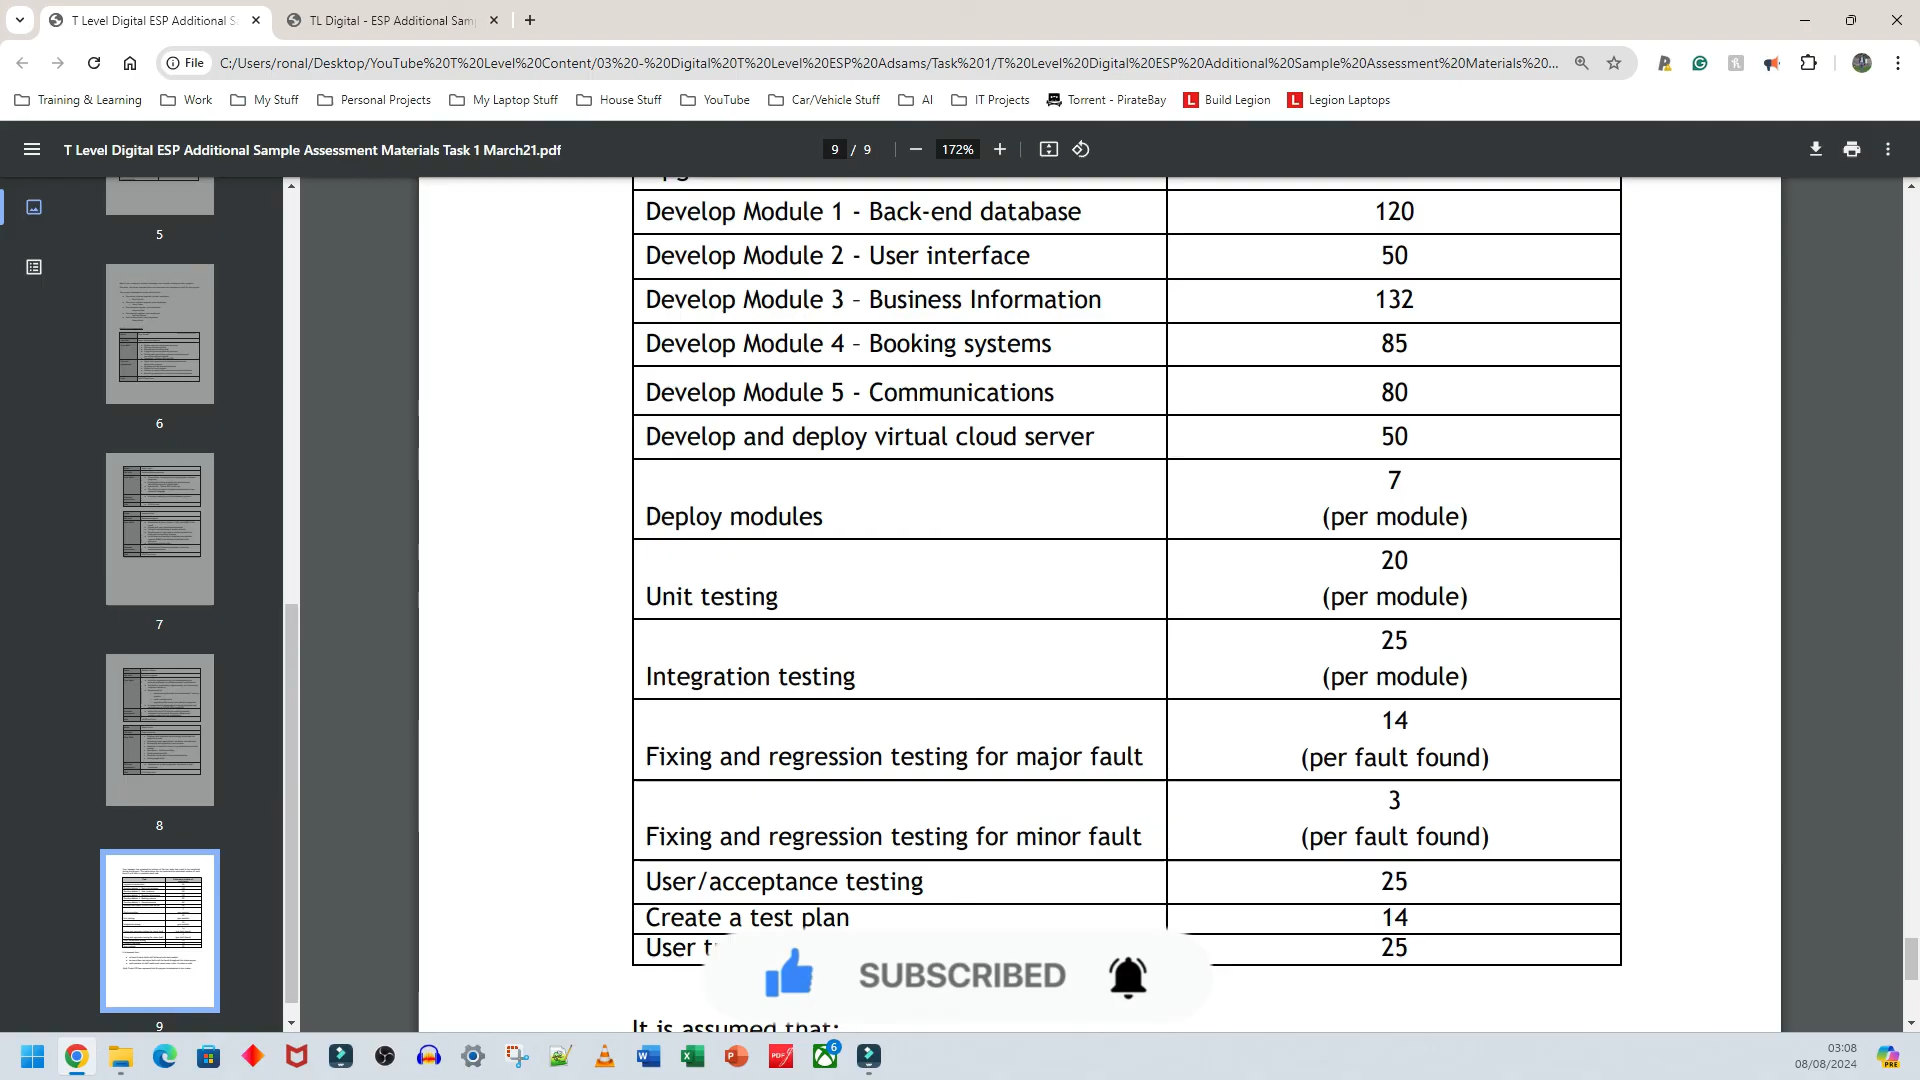 T Level Digital ESP Additional S
TL Digital - ESP Additional Sam
File
C:/Users/ronal/Desktop/YouTube%20T%20Level%20Content/03%20-%20Digital%20T%20Level%20ESP%20Adsams/Task%201/T%20Level%20Digital%20ESP%20Additional%20Sample%20Assessment%20Materials%20...
Training & Learning
Work
My Stuff
Personal Projects
My Laptop Stuff
House Stuff
YouTube
Car/Vehicle Stuff
AI
IT Projects
Torrent - PirateBay
L Build Legion
L Legion Laptops
T Level Digital ESP Additional Sample Assessment Materials Task 1 March21.pdf
9 / 9
172%
5
6
7
8
9
Develop Module 1 - Back-end database 120
Develop Module 2 - User interface 50
Develop Module 3 – Business Information 132
Develop Module 4 – Booking systems 85
Develop Module 5 - Communications 80
Develop and deploy virtual cloud server 50
7
Deploy modules (per module)
20
Unit testing (per module)
25
Integration testing (per module)
14
Fixing and regression testing for major fault (per fault found)
3
Fixing and regression testing for minor fault (per fault found)
User/acceptance testing 25
Create a test plan 14
User 25
SUBSCRIBED
It is assumed that:
6
03:08
08/08/2024